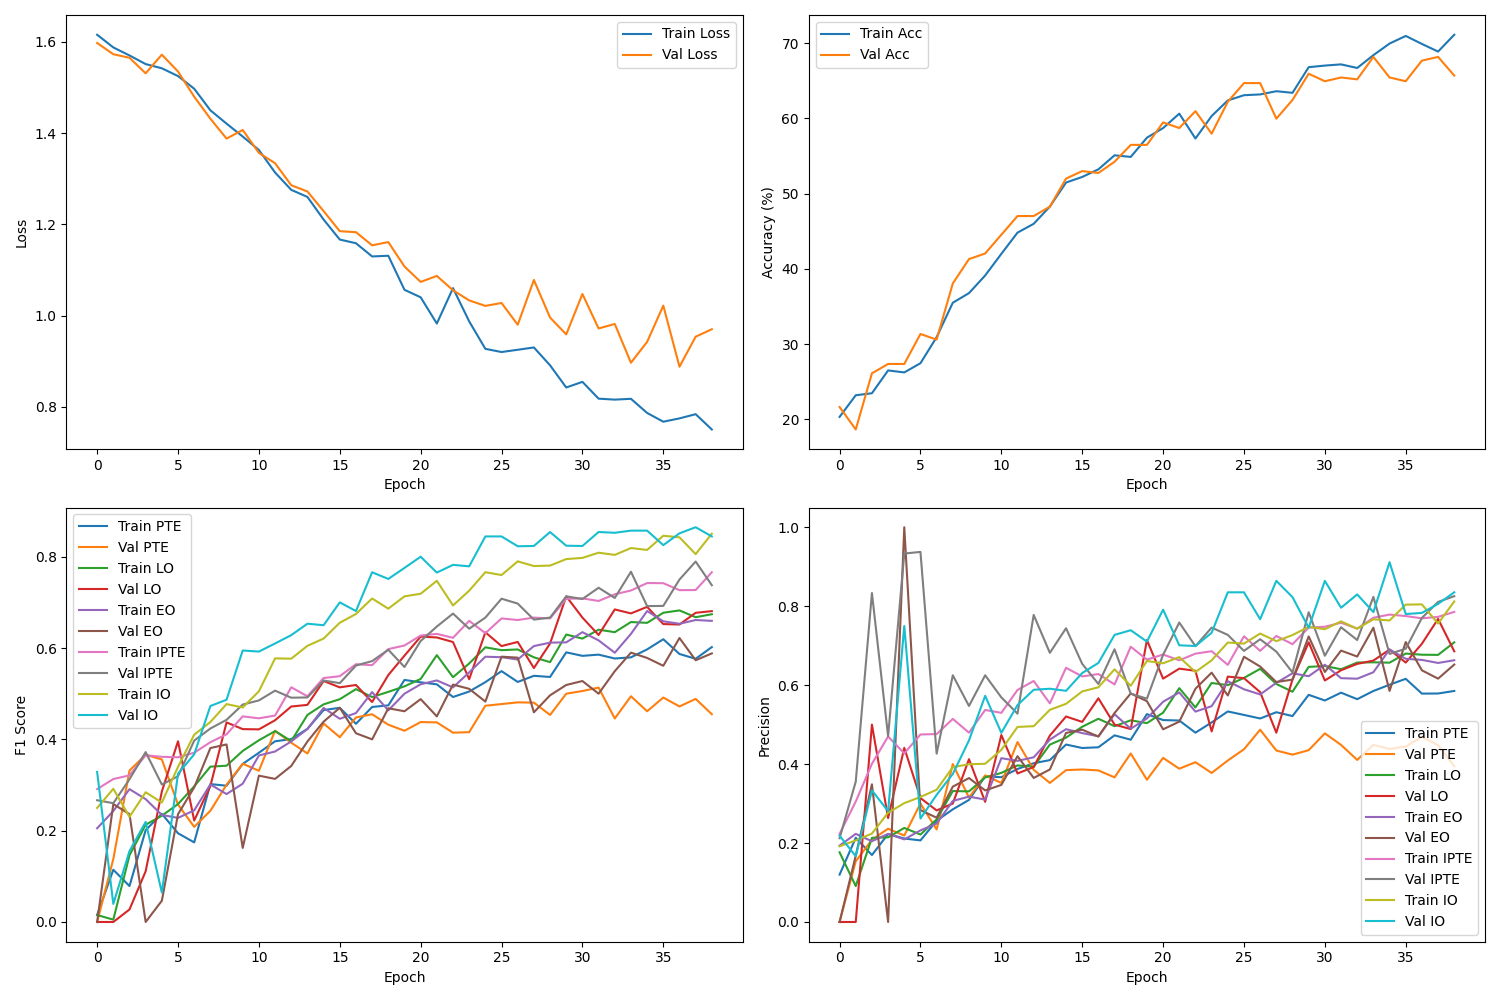 Train Loss
Val Loss
1.6
1.4
1.2
1.0
0.8
Loss
0 5 10 15 20 25 30 35
Epoch
Train Acc
Val Acc
70
60
50
40
30
20
Accuracy (%)
0 5 10 15 20 25 30 35
Epoch
Train PTE
Val PTE
Train LO
Val LO
Train EO
Val EO
Train IPTE
Val IPTE
Train IO
Val IO
0.8
0.6
0.4
0.2
0.0
F1 Score
0 5 10 15 20 25 30 35
Epoch
1.0
0.8
0.6
0.4
0.2
0.0
Precision
Train PTE
Val PTE
Train LO
Val LO
Train EO
Val EO
Train IPTE
Val IPTE
Train IO
Val IO
0 5 10 15 20 25 30 35
Epoch